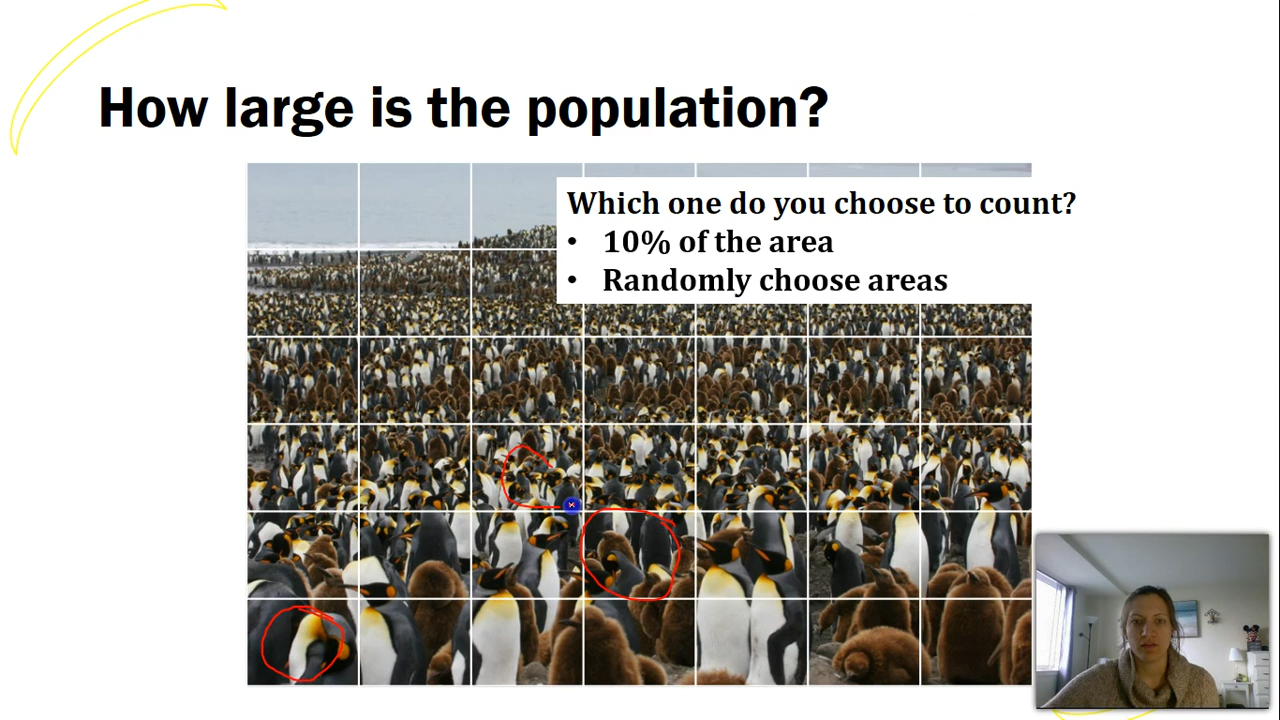 How large is the population?
Which one do you choose to count?
• 10% of the area
• Randomly choose areas